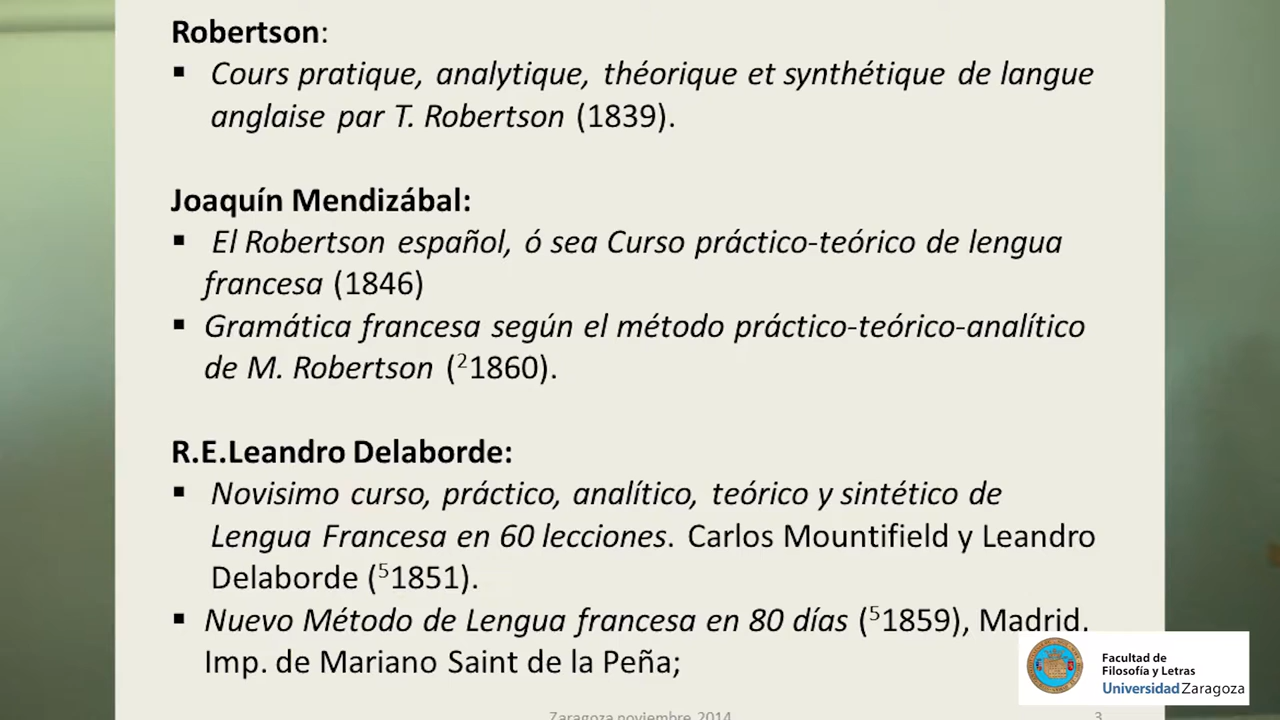 Robertson:
▪ Cours pratique, analytique, théorique et synthétique de langue
anglaise par T. Robertson (1839).
Joaquín Mendizábal:
▪ El Robertson español, ó sea Curso práctico-teórico de lengua
francesa (1846)
▪ Gramática francesa según el método práctico-teórico-analítico
de M. Robertson (²1860).
R.E.Leandro Delaborde:
▪ Novisimo curso, práctico, analítico, teórico y sintético de
Lengua Francesa en 60 lecciones. Carlos Mountifield y Leandro
Delaborde (⁵1851).
▪ Nuevo Método de Lengua francesa en 80 días (⁵1859), Madrid.
Imp. de Mariano Saint de la Peña;
Facultad de
Filosofía y Letras
Universidad Zaragoza
Zaragoza noviembre 2014
3